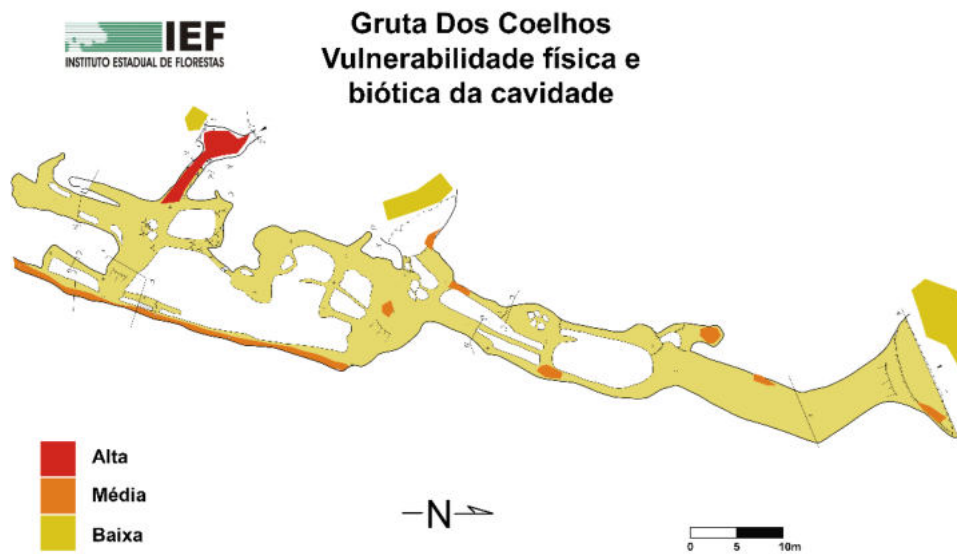 IEF
INSTITUTO ESTADUAL DE FLORESTAS
Gruta Dos Coelhos
Vulnerabilidade física e
biótica da cavidade
Alta
Média
Baixa
N
0 5 10m